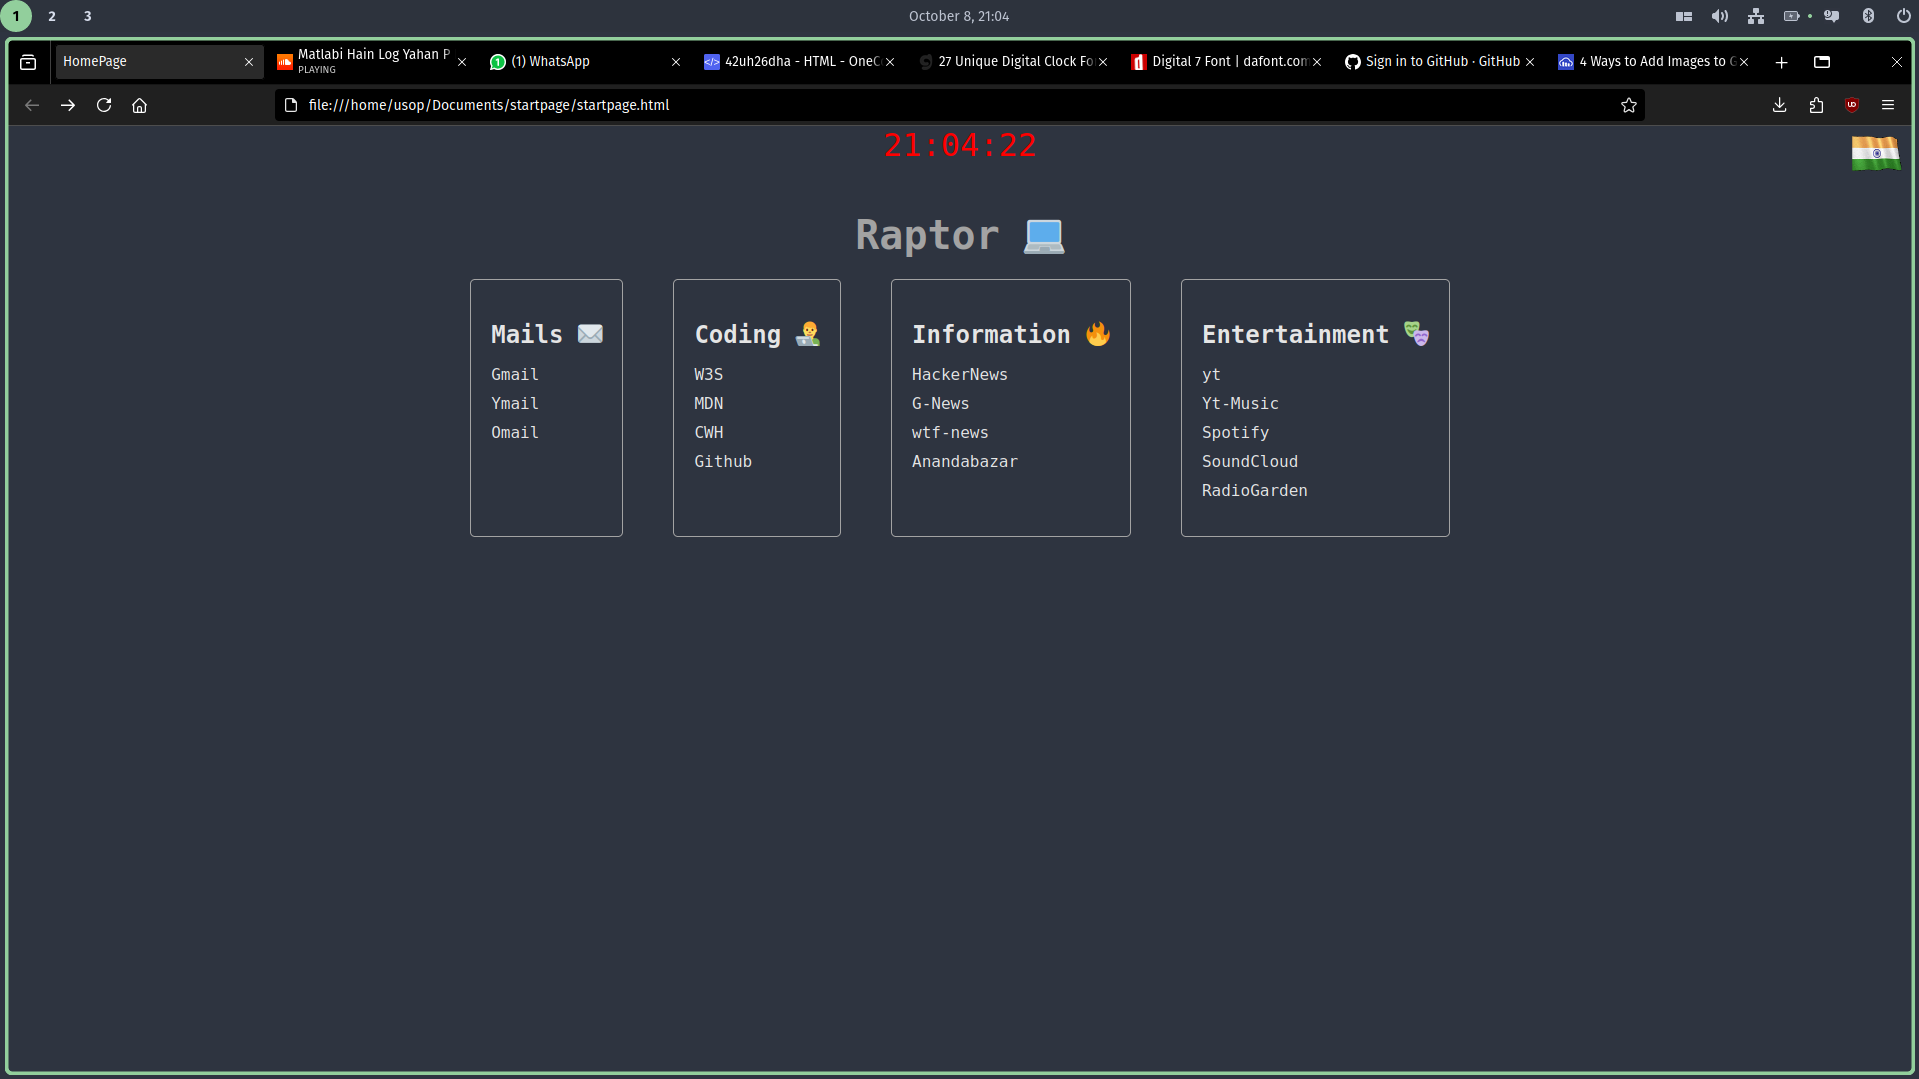 1 2 3
October 8, 21:04
HomePage
Matlabi Hain Log Yahan P
PLAYING
(1) WhatsApp
42uh26dha - HTML - OneC
27 Unique Digital Clock Fo
Digital 7 Font | dafont.com
Sign in to GitHub · GitHub
4 Ways to Add Images to G
file:///home/usop/Documents/startpage/startpage.html
21:04:22
Raptor 💻
Mails ✉️
Gmail
Ymail
Omail
Coding 👨‍💻
W3S
MDN
CWH
Github
Information 🔥
HackerNews
G-News
wtf-news
Anandabazar
Entertainment 🎭
yt
Yt-Music
Spotify
SoundCloud
RadioGarden